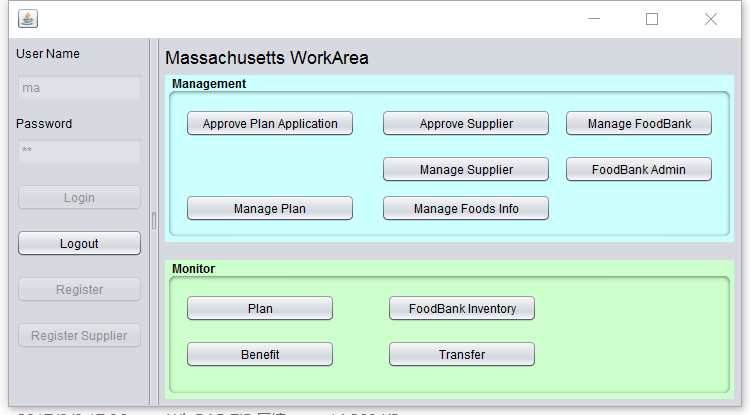 User Name
ma
Password
**
Login
Logout
Register
Register Supplier
Massachusetts WorkArea
Management
Approve Plan Application
Approve Supplier
Manage FoodBank
Manage Supplier
FoodBank Admin
Manage Plan
Manage Foods Info
Monitor
Plan
FoodBank Inventory
Benefit
Transfer